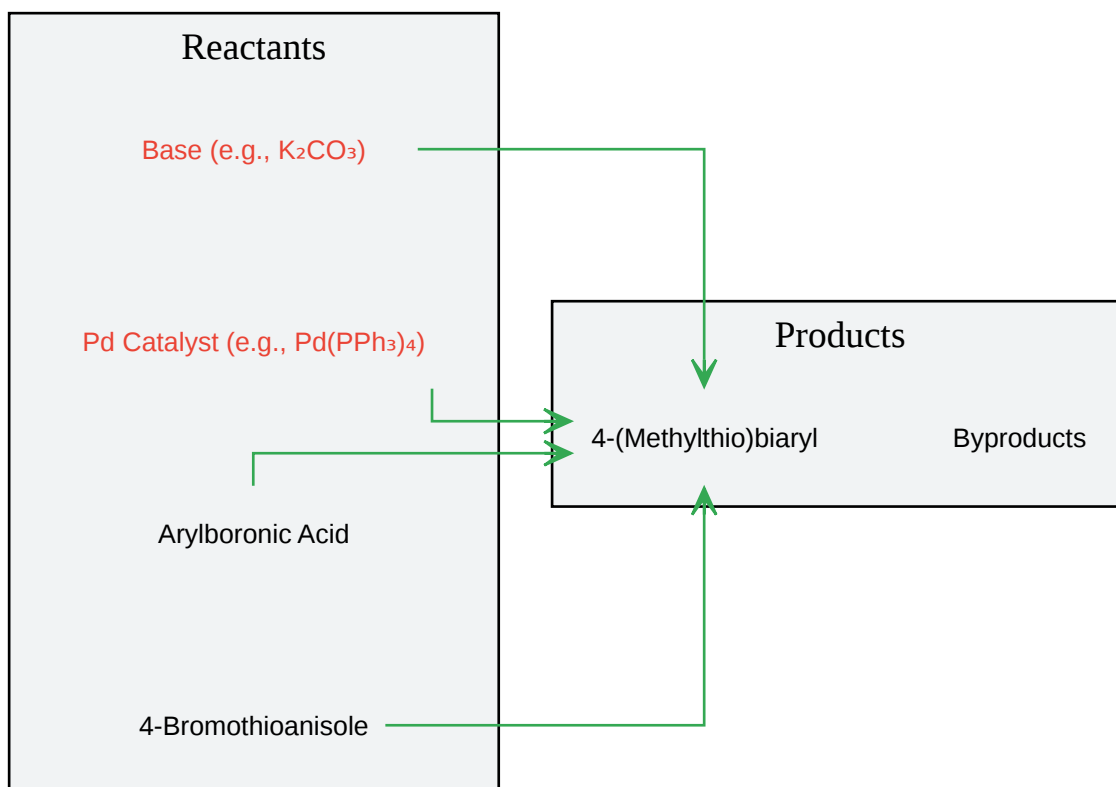 Reactants
Base (e.g., K₂CO₃)
Pd Catalyst (e.g., Pd(PPh₃)₄)
Arylboronic Acid
4-Bromothioanisole
Products
4-(Methylthio)biaryl
Byproducts